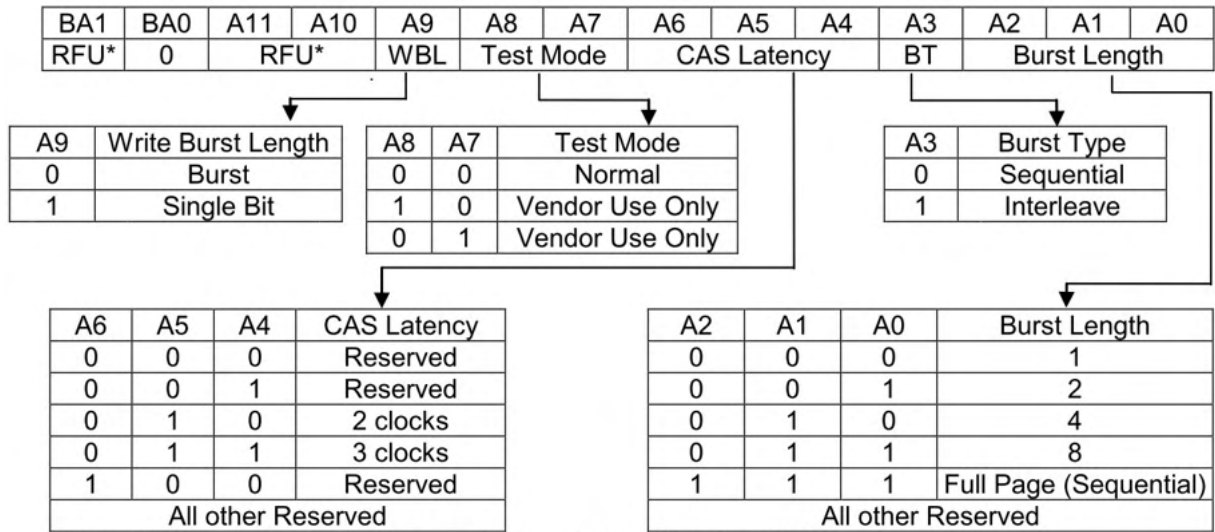 BA1 BA0 A11 A10 A9 A8 A7 A6 A5 A4 A3 A2 A1 A0
RFU* 0 RFU* WBL Test Mode CAS Latency BT Burst Length
A9 Write Burst Length
0 Burst
1 Single Bit
A8 A7 Test Mode
0 0 Normal
1 0 Vendor Use Only
0 1 Vendor Use Only
A3 Burst Type
0 Sequential
1 Interleave
A6 A5 A4 CAS Latency
0 0 0 Reserved
0 0 1 Reserved
0 1 0 2 clocks
0 1 1 3 clocks
1 0 0 Reserved
All other Reserved
A2 A1 A0 Burst Length
0 0 0 1
0 0 1 2
0 1 0 4
0 1 1 8
1 1 1 Full Page (Sequential)
All other Reserved